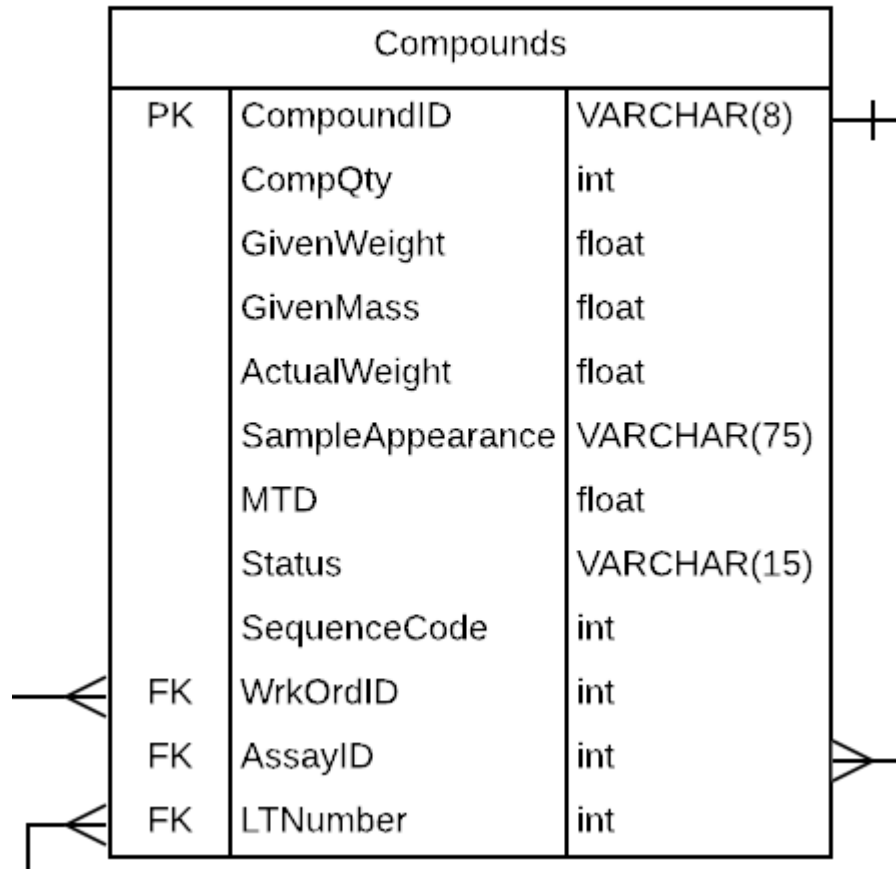 Compounds
PK CompoundID VARCHAR(8)
CompQty int
GivenWeight float
GivenMass float
ActualWeight float
SampleAppearance VARCHAR(75)
MTD float
Status VARCHAR(15)
SequenceCode int
FK WrkOrdID int
FK AssayID int
FK LTNumber int